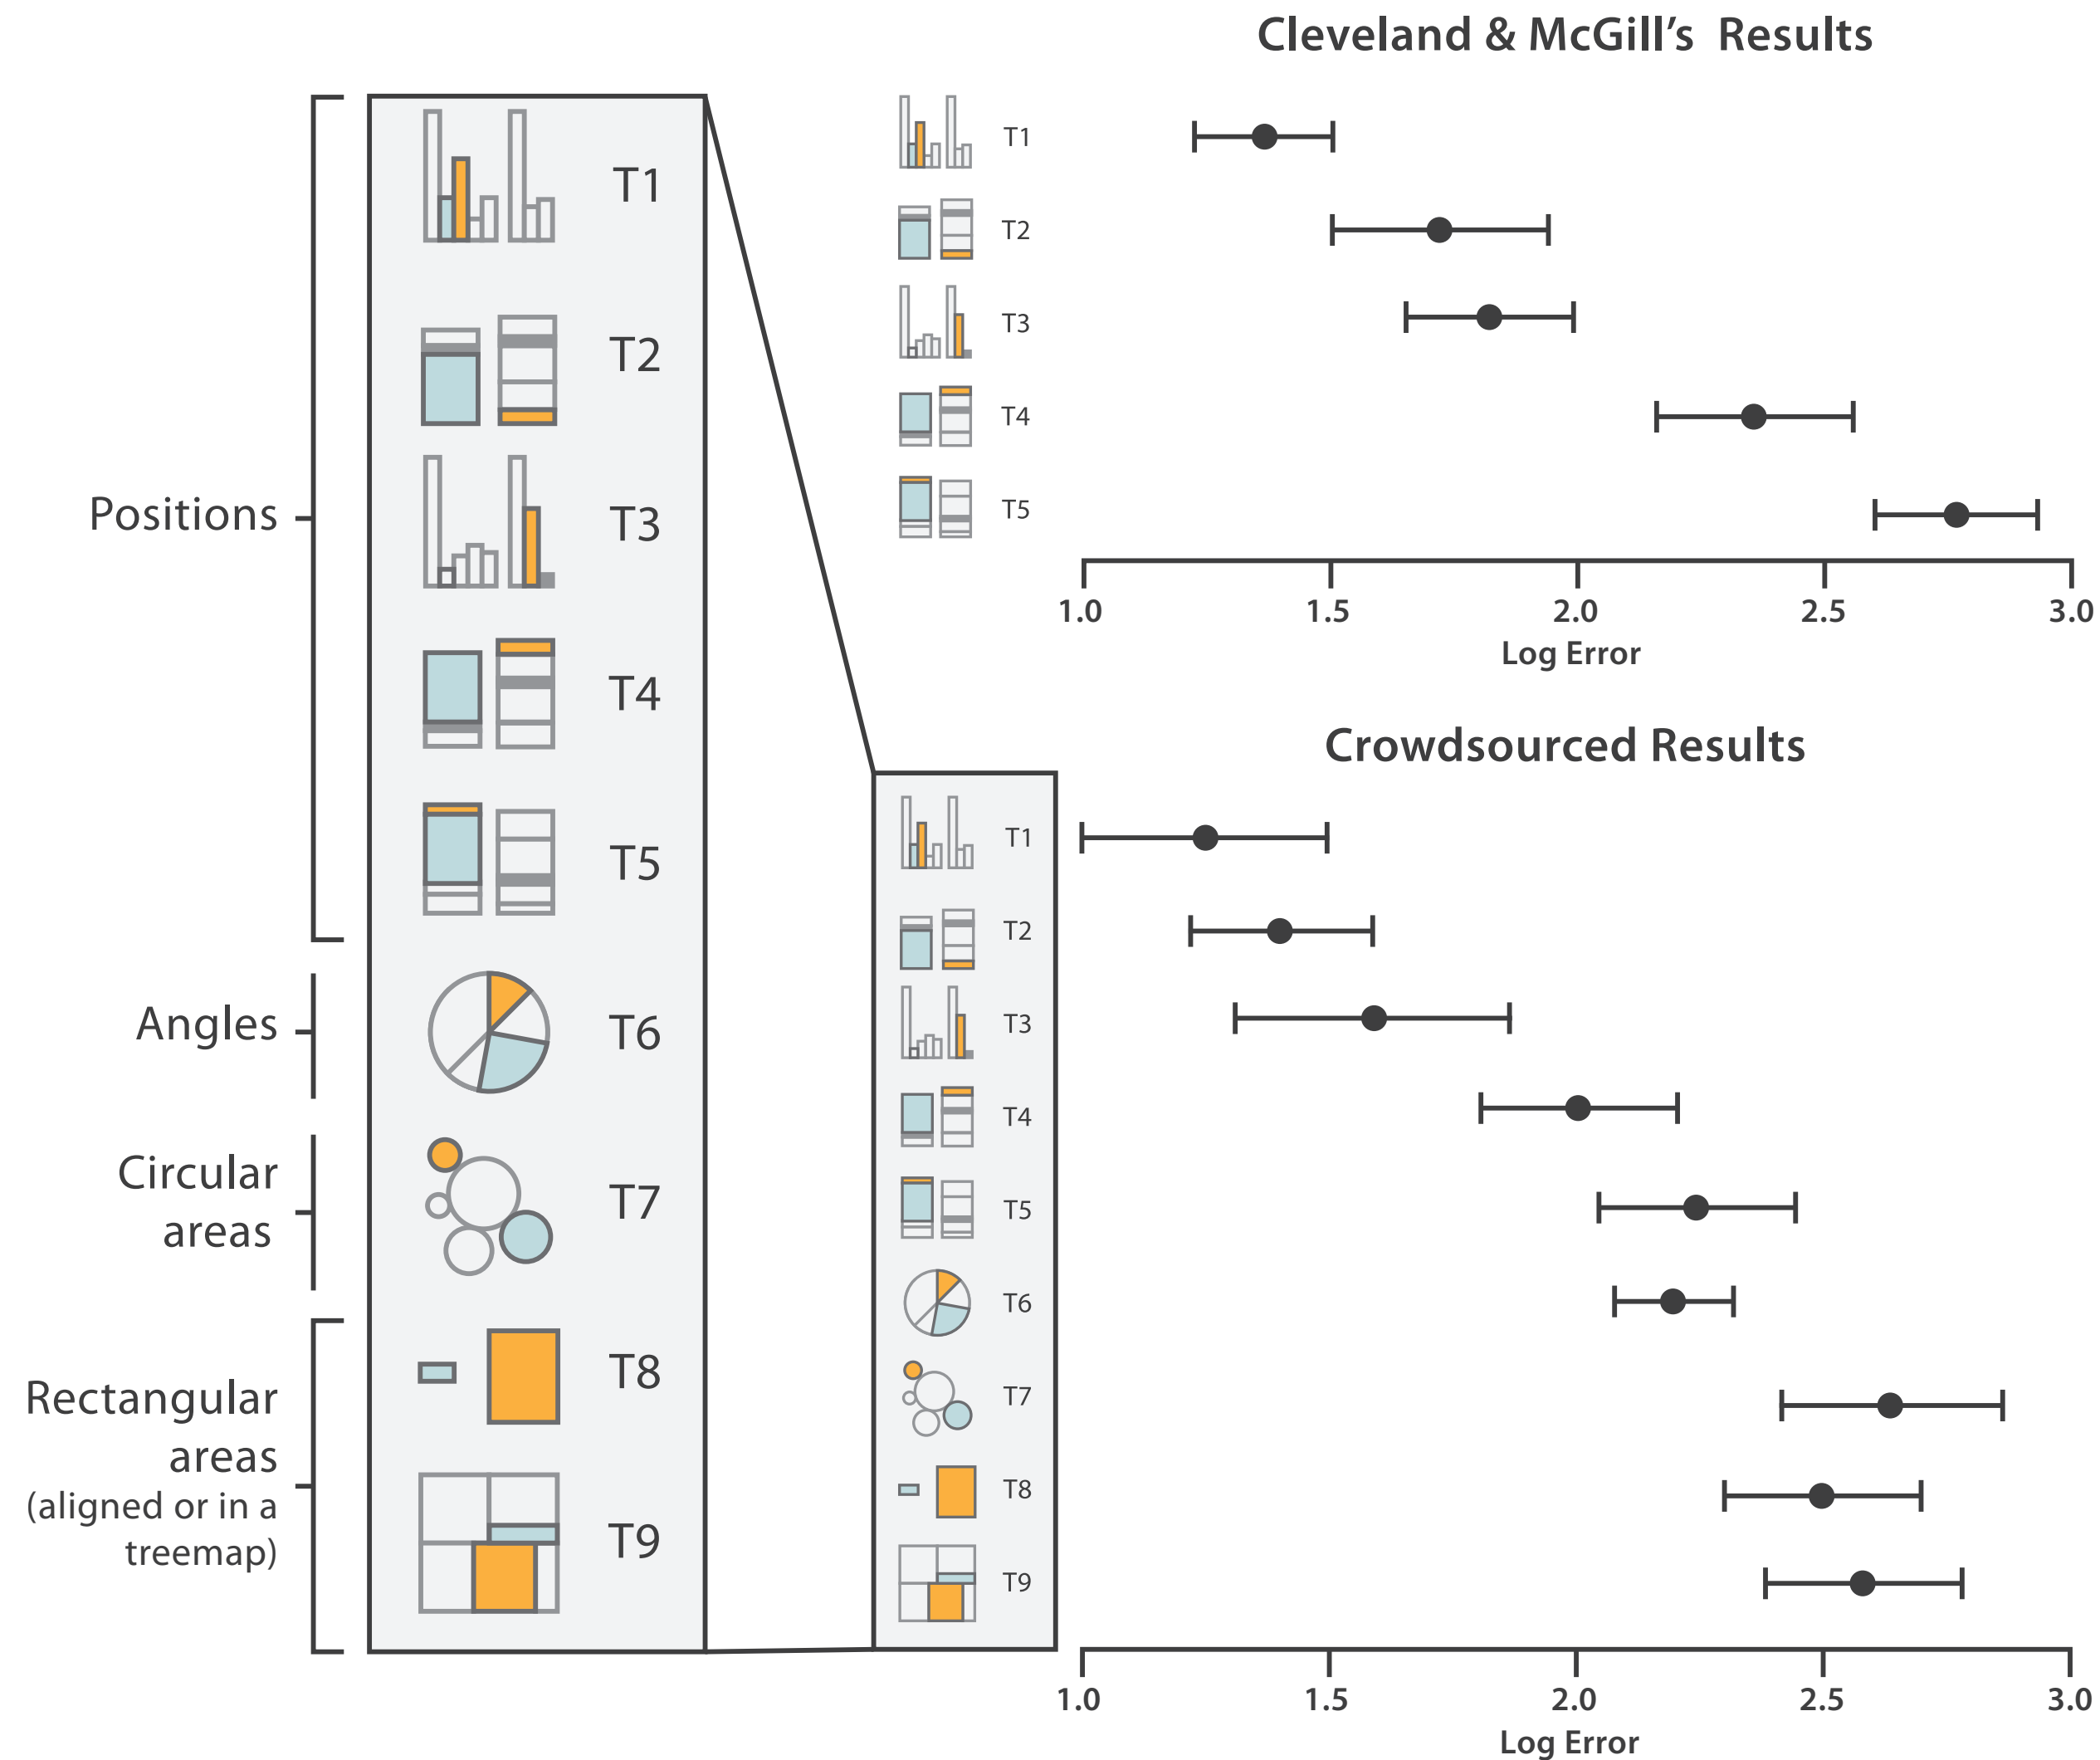 Cleveland & McGill's Results
Positions
Angles
Circular
areas
Rectangular
areas
(aligned or in a
treemap)
T1
T2
T3
T4
T5
T6
T7
T8
T9
T1
T2
T3
T4
T5
1.0 1.5 2.0 2.5 3.0
Log Error
Crowdsourced Results
T1
T2
T3
T4
T5
T6
T7
T8
T9
1.0 1.5 2.0 2.5 3.0
Log Error